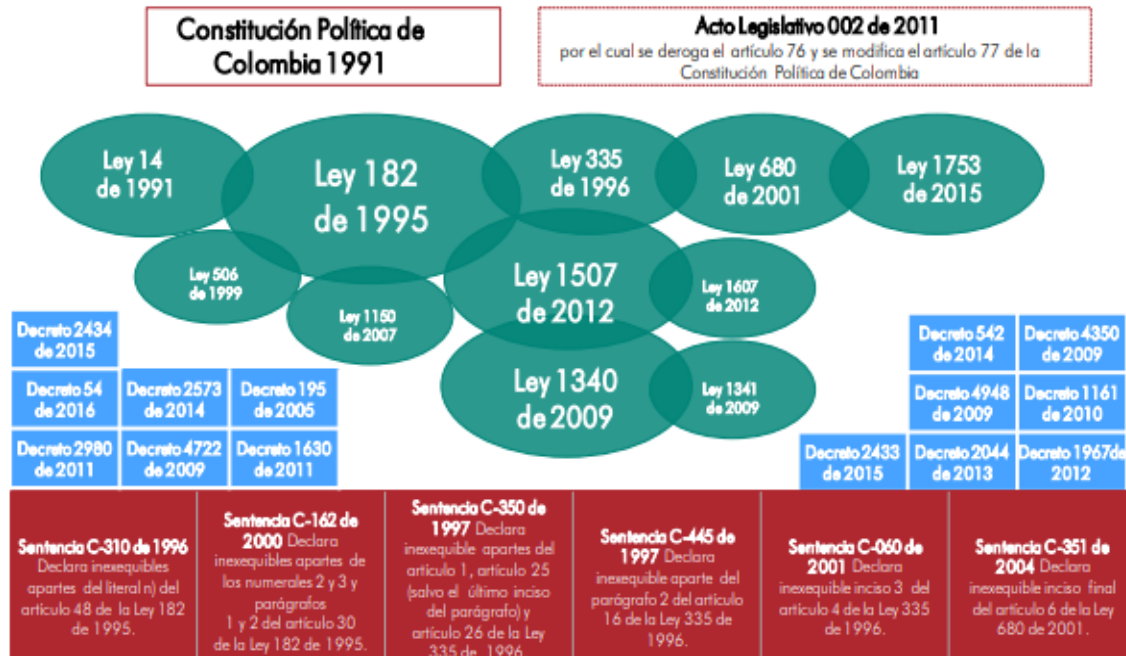 Constitución Política de
Colombia 1991
Acto Legislativo 002 de 2011
por el cual se deroga el artículo 76 y se modifica el artículo 77 de la
Constitución Política de Colombia
Ley 14
de 1991
Ley 182
de 1995
Ley 335
de 1996
Ley 680
de 2001
Ley 1753
de 2015
Ley 506
de 1999
Ley 1150
de 2007
Ley 1507
de 2012
Ley 1607
de 2012
Ley 1340
de 2009
Ley 1341
de 2009
Decreto 2434
de 2015
Decreto 54
de 2016
Decreto 2573
de 2014
Decreto 195
de 2005
Decreto 2980
de 2011
Decreto 4722
de 2009
Decreto 1630
de 2011
Decreto 542
de 2014
Decreto 4350
de 2009
Decreto 4948
de 2009
Decreto 1161
de 2010
Decreto 2433
de 2015
Decreto 2044
de 2013
Decreto 1967de
2012
Sentencia C-310 de 1996
Declara inexequibles
apartes del literal n) del
artículo 48 de la Ley 182
de 1995.
Sentencia C-162 de
2000 Declara
inexequibles apartes de
los numerales 2 y 3 y
parágrafos
1 y 2 del artículo 30
de la Ley 182 de 1995.
Sentencia C-350 de
1997 Declara
inexequible apartes del
artículo 1, artículo 25
(salvo el último inciso
del parágrafo) y
artículo 26 de la Ley
335 de 1996
Sentencia C-445 de
1997 Declara
inexequible aparte del
parágrafo 2 del artículo
16 de la Ley 335 de
1996.
Sentencia C-060 de
2001 Declara
inexequible inciso 3 del
artículo 4 de la Ley 335
1996.
Sentencia C-351 de
2004 Declara
inexequible inciso final
del artículo 6 de la Ley
680 de 2001.